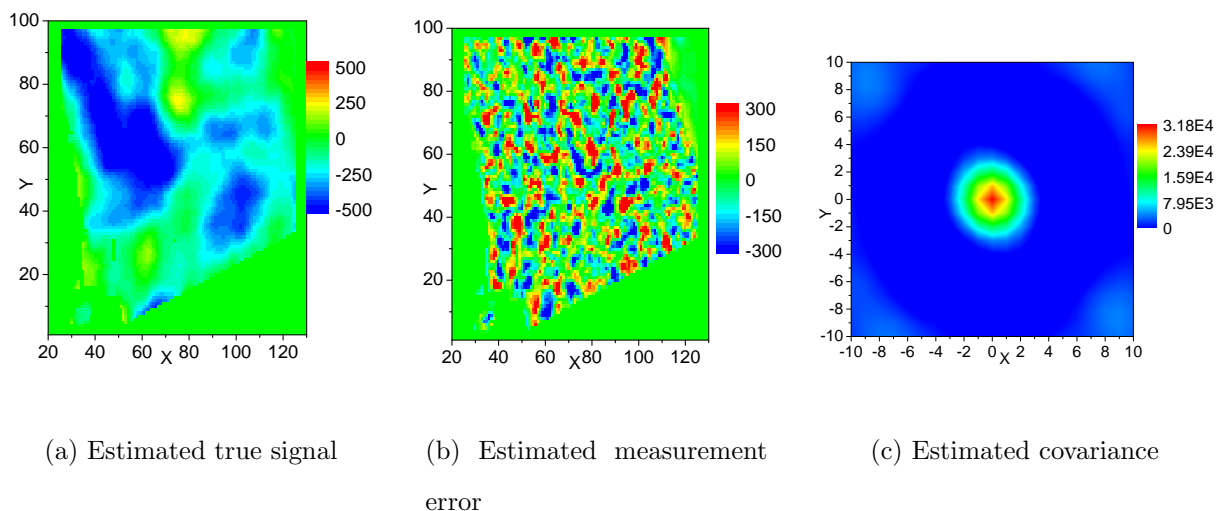 100
80
60
40
20
Y
20 40 60 80 100 120
X
500
250
0
-250
-500
100
80
60
40
20
Y
20 40 60 80 100 120
X
300
150
0
-150
-300
10
8
6
4
2
0
-2
-4
-6
-8
-10
Y
-10 -8 -6 -4 -2 0 2 4 6 8 10
X
3.18E4
2.39E4
1.59E4
7.95E3
0
(a) Estimated true signal
(b) Estimated measurement
error
(c) Estimated covariance